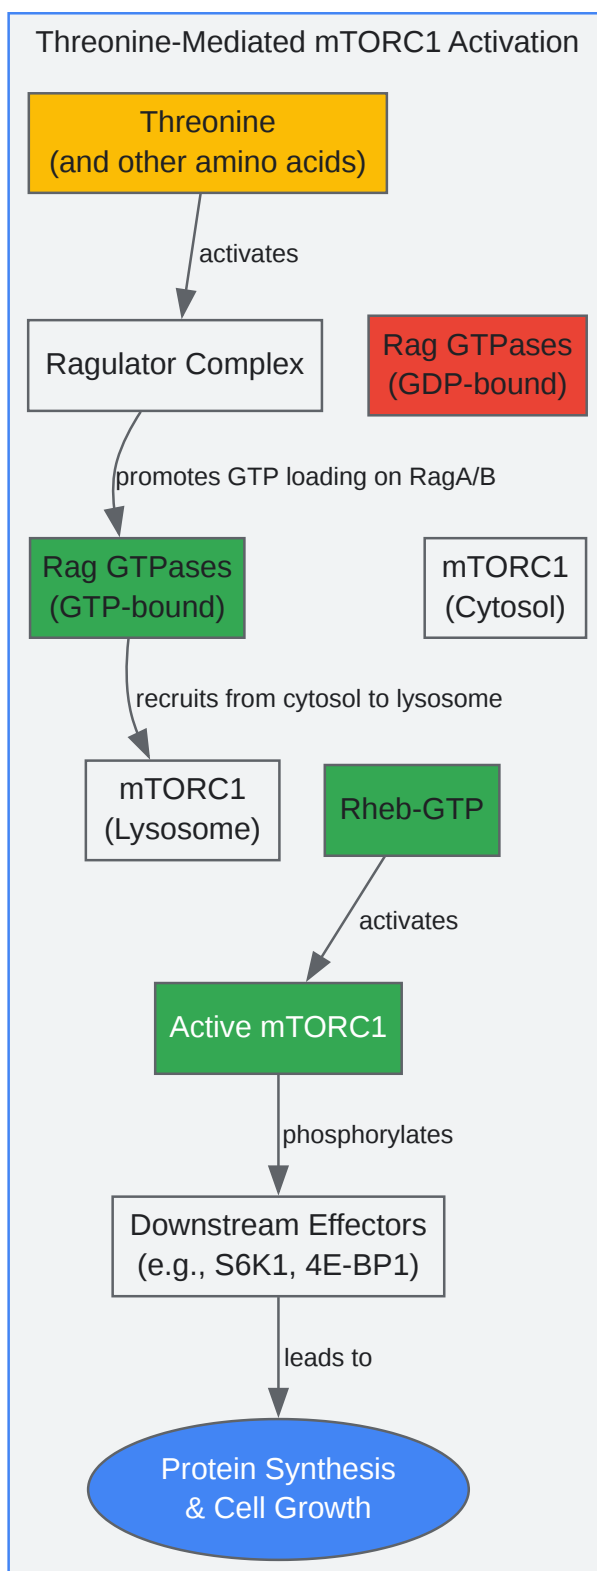 Threonine-Mediated mTORC1 Activation
Threonine
(and other amino acids)
activates
Ragulator Complex
Rag GTPases
(GDP-bound)
promotes GTP loading on RagA/B
Rag GTPases
(GTP-bound)
mTORC1
(Cytosol)
recruits from cytosol to lysosome
mTORC1
(Lysosome)
Rheb-GTP
activates
Active mTORC1
phosphorylates
Downstream Effectors
(e.g., S6K1, 4E-BP1)
leads to
Protein Synthesis
& Cell Growth